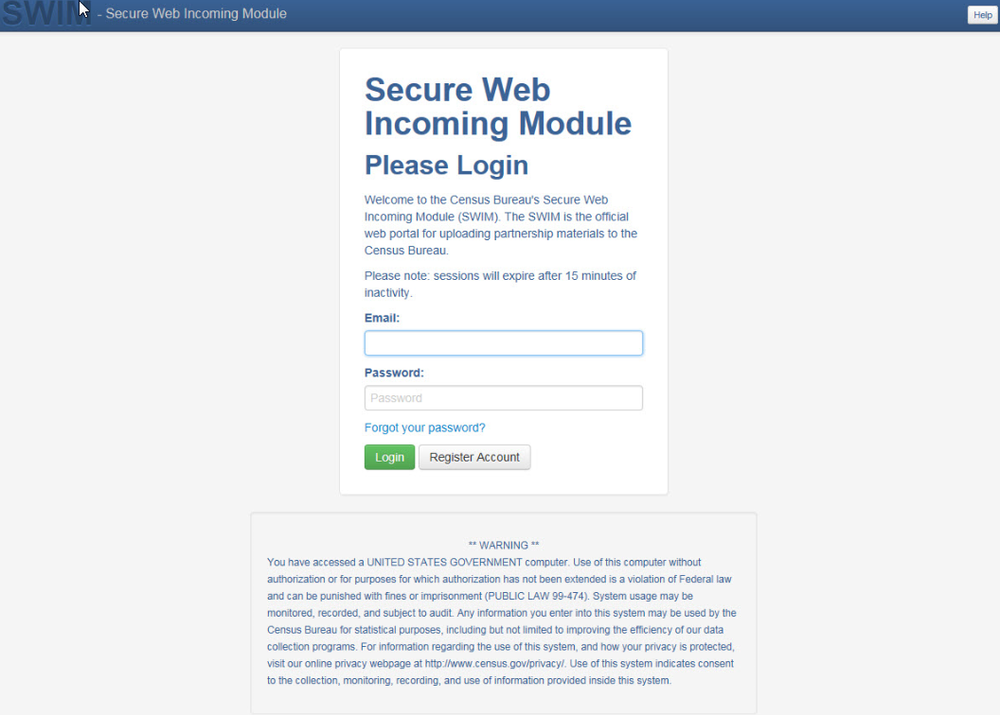 SWIM - Secure Web Incoming Module
Help
Secure Web
Incoming Module
Please Login
Welcome to the Census Bureau's Secure Web
Incoming Module (SWIM). The SWIM is the official
web portal for uploading partnership materials to the
Census Bureau.
Please note: sessions will expire after 15 minutes of
inactivity.
Email:
Password:
Password
Forgot your password?
Login Register Account
** WARNING **
You have accessed a UNITED STATES GOVERNMENT computer. Use of this computer without
authorization or for purposes for which authorization has not been extended is a violation of Federal law
and can be punished with fines or imprisonment (PUBLIC LAW 99-474). System usage may be
monitored, recorded, and subject to audit. Any information you enter into this system may be used by the
Census Bureau for statistical purposes, including but not limited to improving the efficiency of our data
collection programs. For information regarding the use of this system, and how your privacy is protected,
visit our online privacy webpage at http://www.census.gov/privacy/. Use of this system indicates consent
to the collection, monitoring, recording, and use of information provided inside this system.